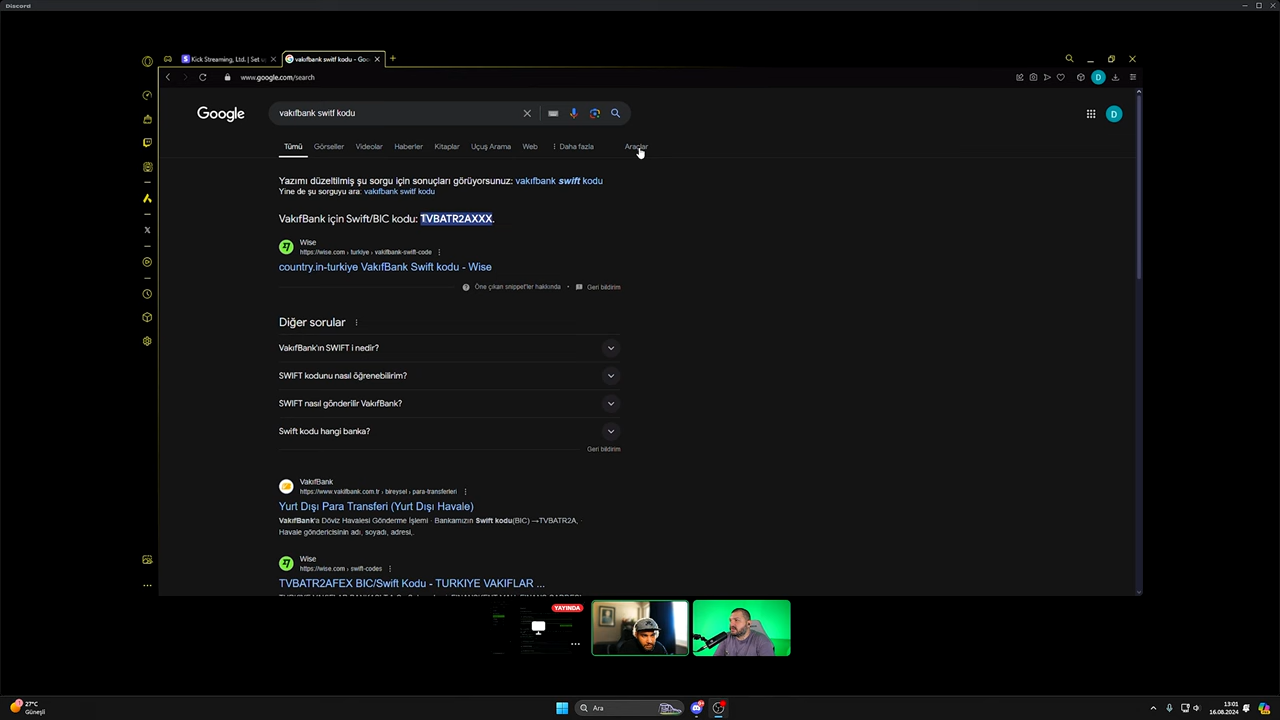 Discord
Kick Streaming, Ltd. | Set u
vakıfbank switf kodu - Goo
www.google.com/search
Google
vakıfbank switf kodu
D
Tümü Görseller Videolar Haberler Kitaplar Uçuş Arama Web Daha fazla Araçlar
Yazımı düzeltilmiş şu sorgu için sonuçları görüyorsunuz: vakıfbank swift kodu
Yine de şu sorguyu ara: vakıfbank switf kodu
VakıfBank için Swift/BIC kodu: TVBATR2AXXX.
Wise
https://wise.com › turkiye › vakifbank-swift-code
country.in-turkiye VakıfBank Swift kodu - Wise
Öne çıkan snippet'ler hakkında • Geri bildirim
Diğer sorular
VakıfBank'ın SWIFT i nedir?
SWIFT kodunu nasıl öğrenebilirim?
SWIFT nasıl gönderilir VakıfBank?
Swift kodu hangi banka?
Geri bildirim
VakıfBank
https://www.vakifbank.com.tr › bireysel › para-transferleri
Yurt Dışı Para Transferi (Yurt Dışı Havale)
VakıfBank'a Döviz Havalesi Gönderme İşlemi · Bankamızın Swift kodu(BIC) →TVBATR2A, ·
Havale göndericisinin adı, soyadı, adresi,.
Wise
https://wise.com › swift-codes
TVBATR2AFEX BIC/Swift Kodu - TURKIYE VAKIFLAR ...
YAYINDA
27°C
Güneşli
Ara
13:01
16.08.2024